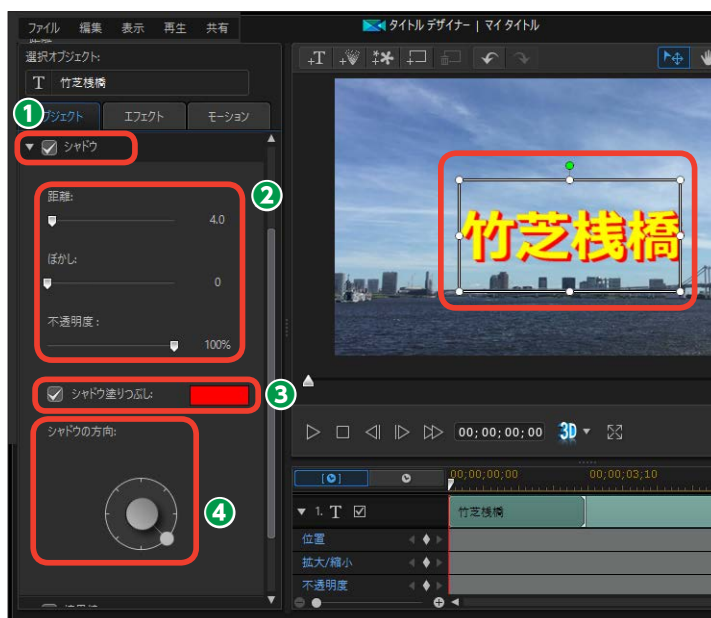 ファイル 編集 表示 再生 共有
タイトル デザイナー | マイ タイトル
選択オブジェクト:
T 竹芝桟橋
1
ブジェクト エフェクト モーション
シャドウ
2
距離:
4.0
ぼかし:
0
不透明度 :
100%
シャドウ塗りつぶし:
3
シャドウの方向:
4
竹芝桟橋
00;00;00;00 3D
00;00;00;00 00;00;03;10
1. T 竹芝桟橋
位置
拡大/縮小
不透明度